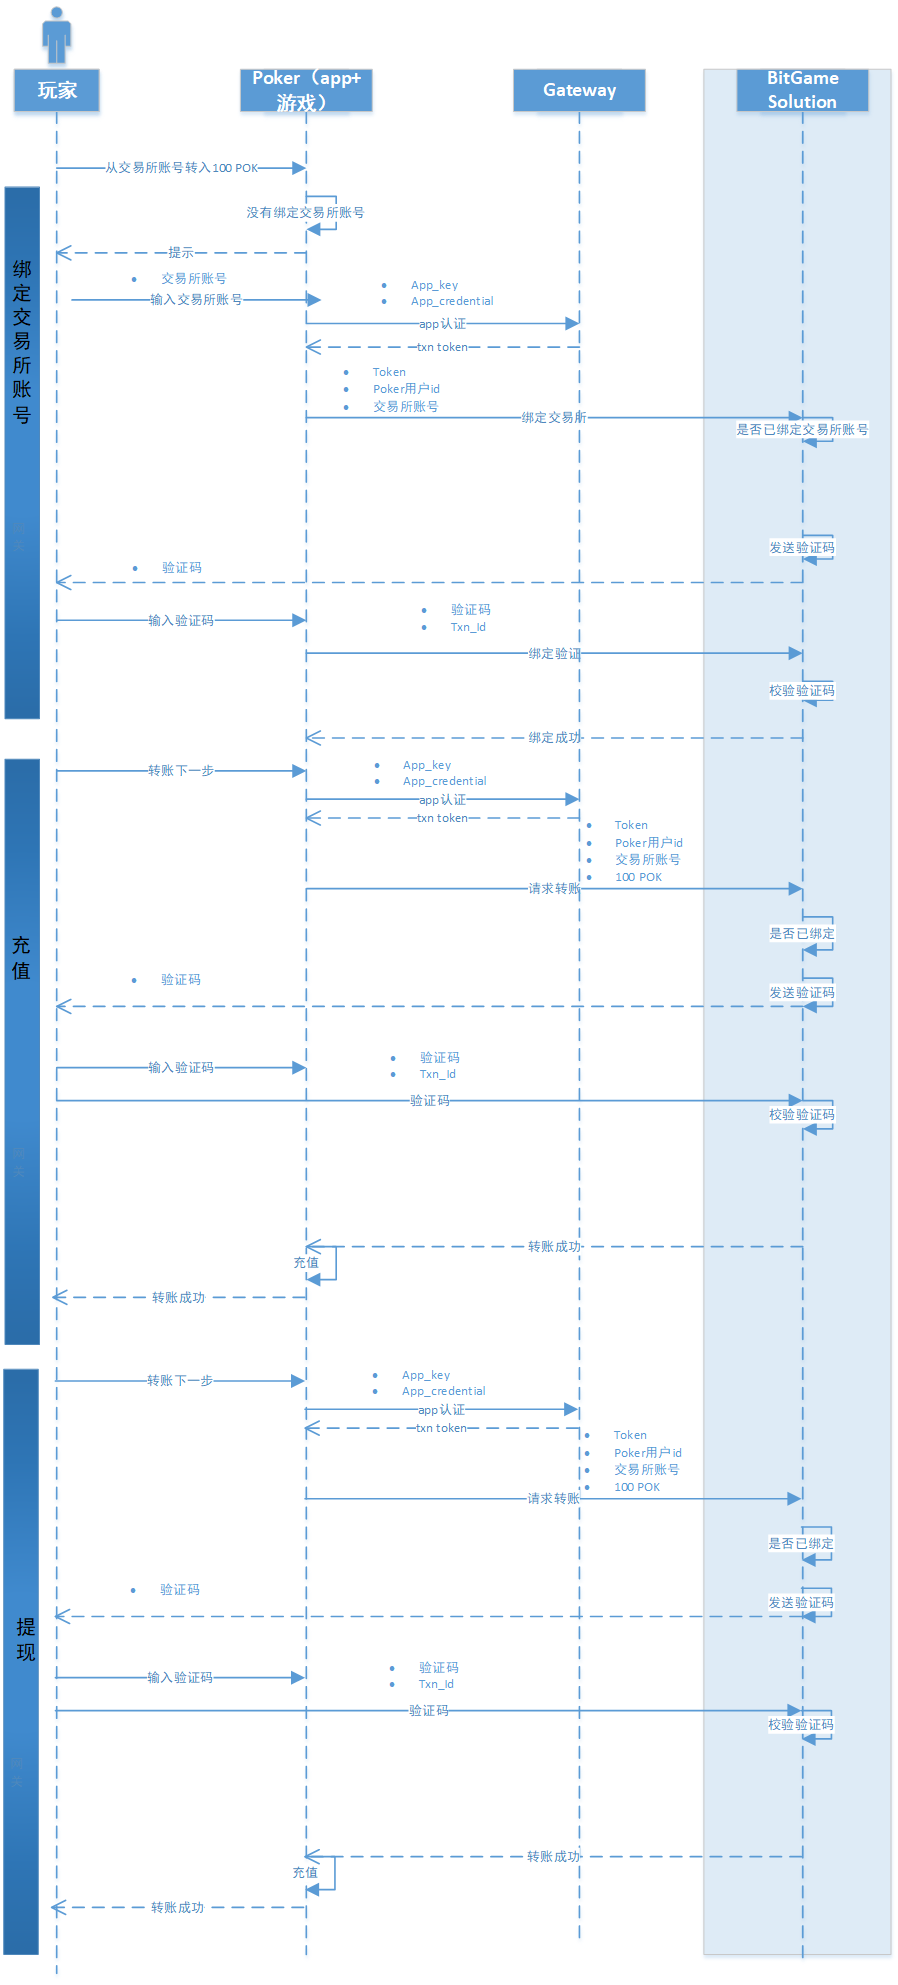 玩家
Poker（app+
游戏）
Gateway
BitGame
Solution
从交易所账号转入100 POK
没有绑定交易所账号
提示
绑定交易所账号
• 交易所账号
输入交易所账号
• App_key
• App_credential
app认证
txn token
• Token
• Poker用户id
• 交易所账号
绑定交易所
是否已绑定交易所账号
发送验证码
• 验证码
输入验证码
• 验证码
• Txn_Id
绑定验证
校验验证码
绑定成功
充值
转账下一步
• App_key
• App_credential
app认证
txn token
• Token
• Poker用户id
• 交易所账号
• 100 POK
请求转账
是否已绑定
• 验证码
发送验证码
输入验证码
• 验证码
• Txn_Id
验证码
校验验证码
转账成功
充值
转账成功
提现
转账下一步
• App_key
• App_credential
app认证
txn token
• Token
• Poker用户id
• 交易所账号
• 100 POK
请求转账
是否已绑定
• 验证码
发送验证码
输入验证码
• 验证码
• Txn_Id
验证码
校验验证码
转账成功
充值
转账成功